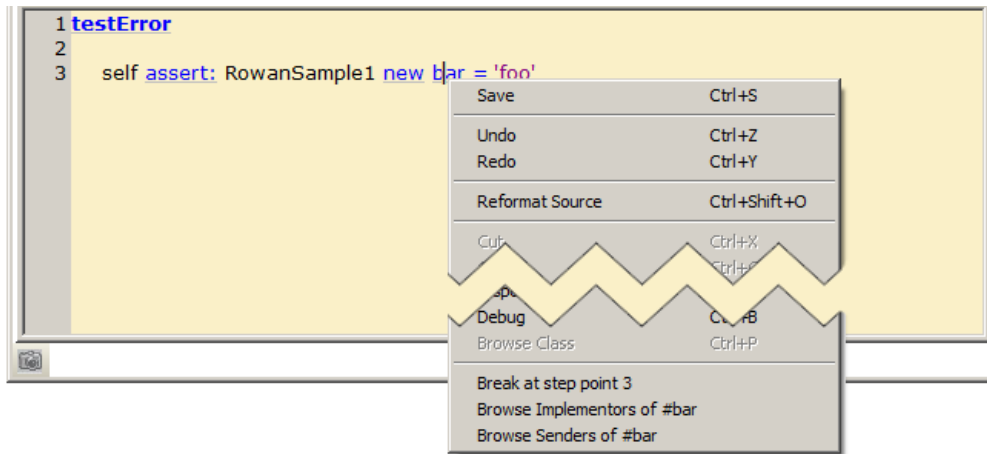 1 testError
2
3 self assert: RowanSample1 new bar = 'foo'
Save Ctrl+S
Undo Ctrl+Z
Redo Ctrl+Y
Reformat Source Ctrl+Shift+O
Cut Ctrl+X
Debug Ctrl+B
Browse Class Ctrl+P
Break at step point 3
Browse Implementors of #bar
Browse Senders of #bar